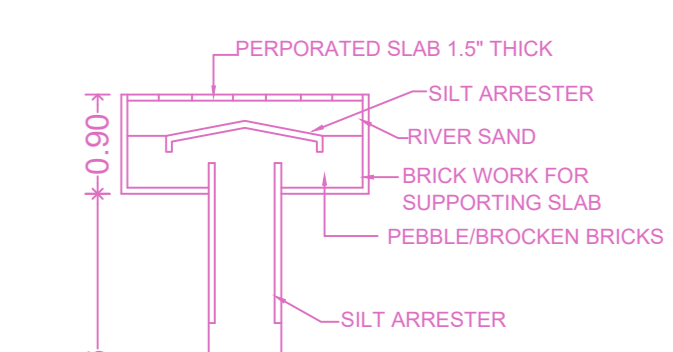 PERPORATED SLAB 1.5" THICK
SILT ARRESTER
RIVER SAND
0.90
BRICK WORK FOR
SUPPORTING SLAB
PEBBLE/BROCKEN BRICKS
SILT ARRESTER